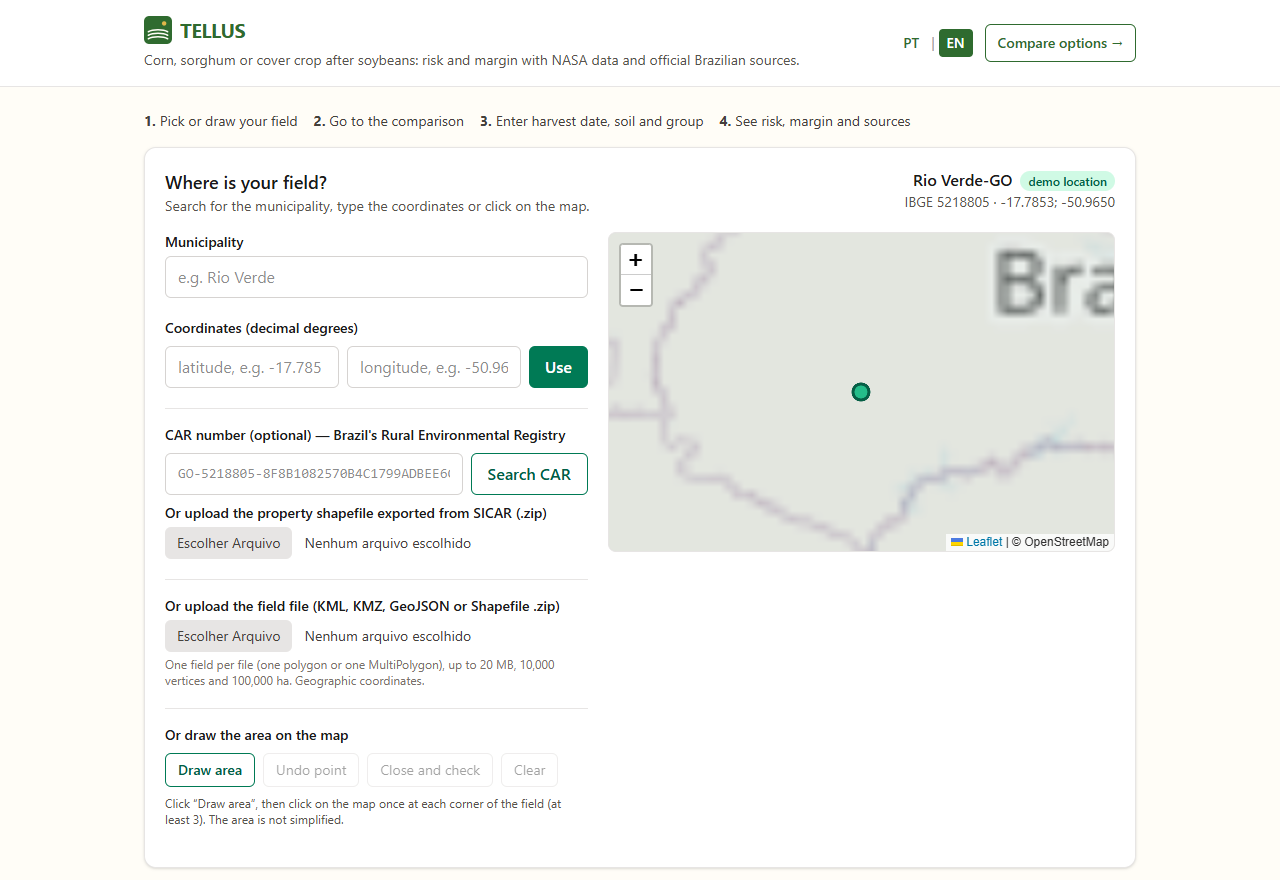 TELLUS
Corn, sorghum or cover crop after soybeans: risk and margin with NASA data and official Brazilian sources.
PT | EN
Compare options →
1. Pick or draw your field 2. Go to the comparison 3. Enter harvest date, soil and group 4. See risk, margin and sources
Where is your field?
Search for the municipality, type the coordinates or click on the map.
Rio Verde-GO demo location
IBGE 5218805 · -17.7853; -50.9650
Municipality
e.g. Rio Verde
Coordinates (decimal degrees)
latitude, e.g. -17.785 longitude, e.g. -50.96 Use
CAR number (optional) — Brazil's Rural Environmental Registry
GO-5218805-8F8B1082570B4C1799ADBEE6 Search CAR
Or upload the property shapefile exported from SICAR (.zip)
Escolher Arquivo Nenhum arquivo escolhido
Or upload the field file (KML, KMZ, GeoJSON or Shapefile .zip)
Escolher Arquivo Nenhum arquivo escolhido
One field per file (one polygon or one MultiPolygon), up to 20 MB, 10,000
vertices and 100,000 ha. Geographic coordinates.
Or draw the area on the map
Draw area Undo point Close and check Clear
Click “Draw area”, then click on the map once at each corner of the field (at
least 3). The area is not simplified.
+
−
Bra
Leaflet | © OpenStreetMap